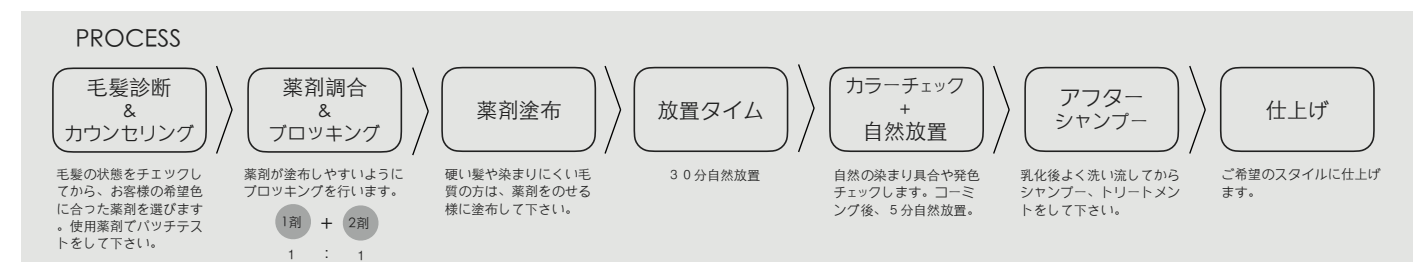 PROCESS
毛髪診断
&
カウンセリング
毛髪の状態をチェックし
てから、お客様の希望色
に合った薬剤を選びます
。使用薬剤でパッチテス
トをして下さい。
薬剤調合
&
ブロッキング
薬剤が塗布しやすいように
ブロッキングを行います。
1剤 + 2剤
1 : 1
薬剤塗布
硬い髪や染まりにくい毛
質の方は、薬剤をのせる
様に塗布して下さい。
放置タイム
30分自然放置
カラーチェック
+
自然放置
自然の染まり具合や発色
チェックします。コーミ
ング後、5分自然放置。
アフター
シャンプー
乳化後よく洗い流してから
シャンプー、トリートメン
トをして下さい。
仕上げ
ご希望のスタイルに仕上げ
ます。